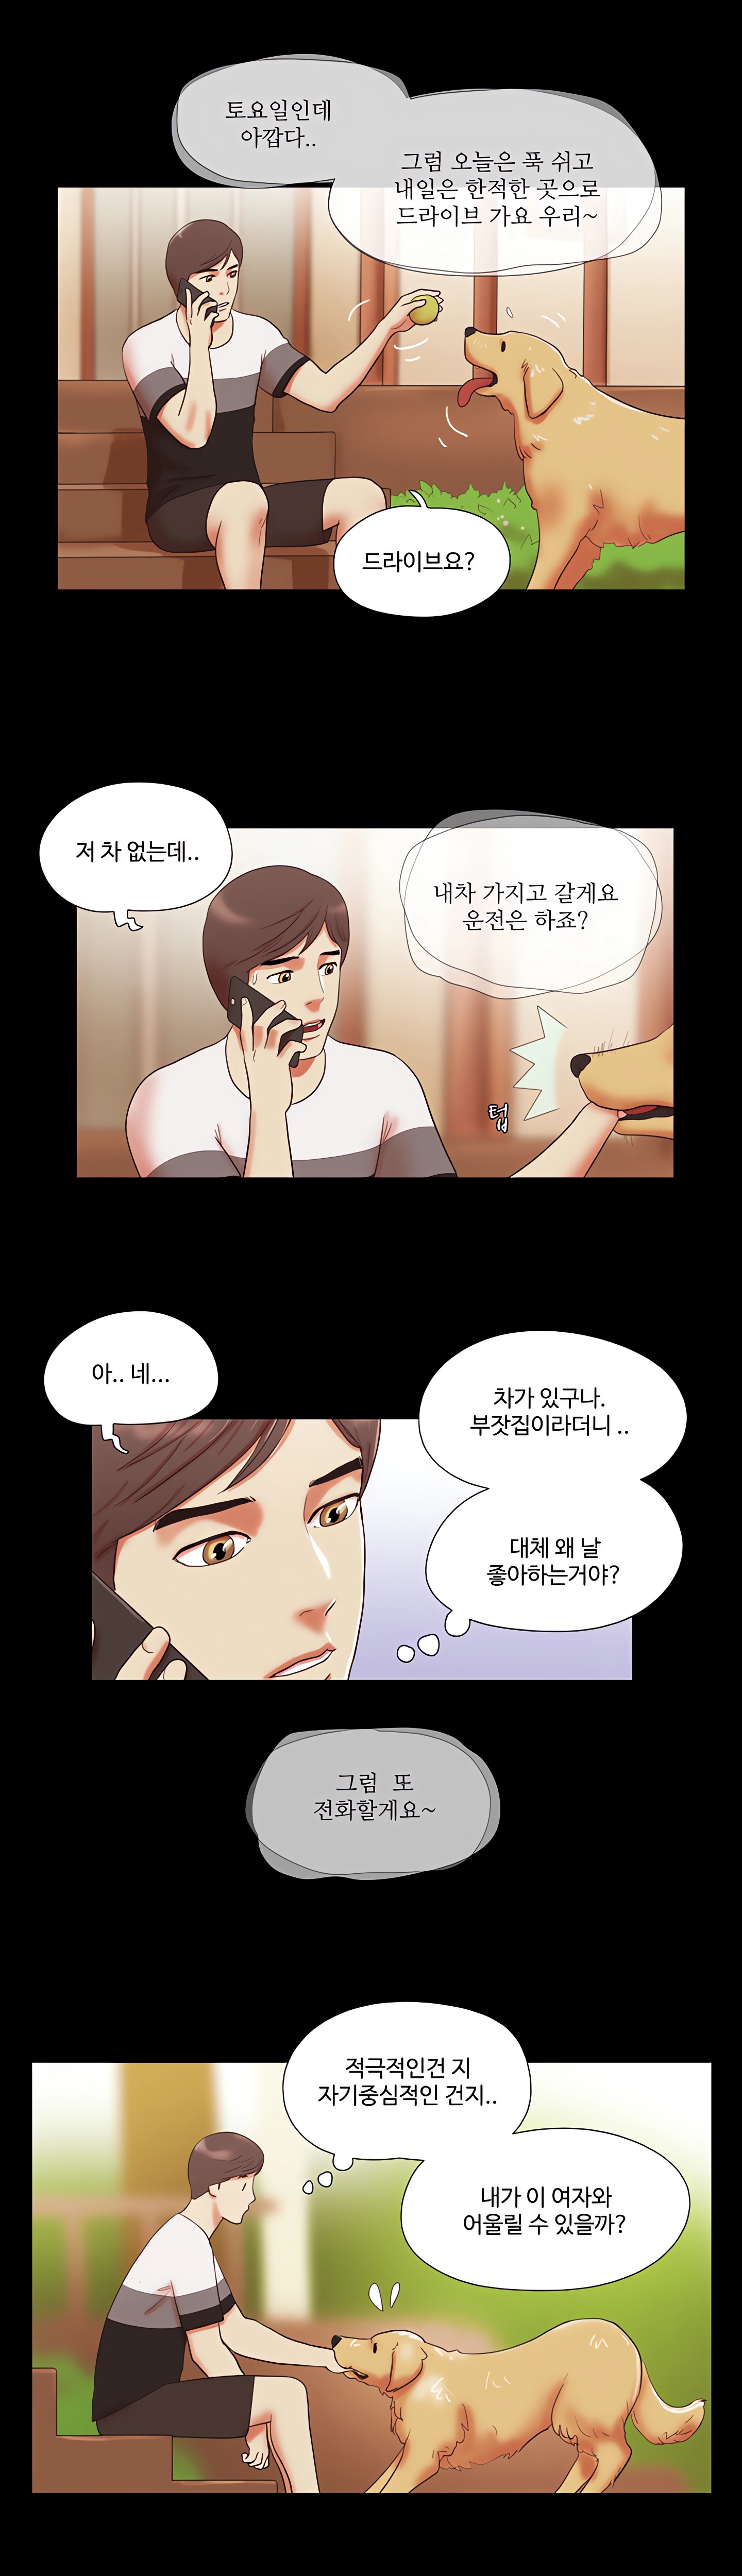 토요일인데
아깝다..
그럼 오늘은 푹 쉬고
내일은 한적한 곳으로
드라이브 가요 우리~
드라이브요?
저 차 없는데..
내차 가지고 갈게요
운전은 하죠?
텁
아.. 네...
차가 있구나.
부잣집이라더니 ..
대체 왜 날
좋아하는거야?
그럼 또
전화할게요~
적극적인건 지
자기중심적인 건지..
내가 이 여자와
어울릴 수 있을까?